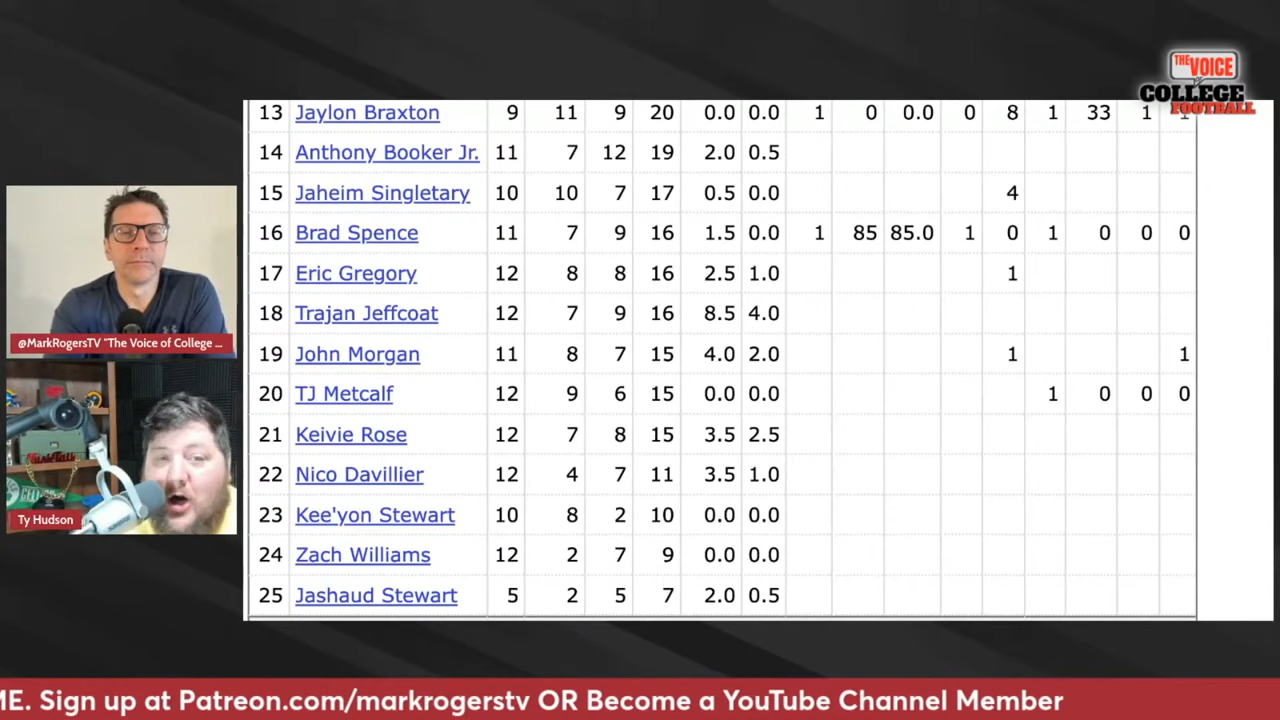 THE VOICE
OF
COLLEGE
FOOTBALL
13 Jaylon Braxton 9 11 9 20 0.0 0.0 1 0 0.0 0 8 1 33 1 1
14 Anthony Booker Jr. 11 7 12 19 2.0 0.5
15 Jaheim Singletary 10 10 7 17 0.5 0.0 4
16 Brad Spence 11 7 9 16 1.5 0.0 1 85 85.0 1 0 1 0 0 0
17 Eric Gregory 12 8 8 16 2.5 1.0 1
18 Trajan Jeffcoat 12 7 9 16 8.5 4.0
19 John Morgan 11 8 7 15 4.0 2.0 1 1
20 TJ Metcalf 12 9 6 15 0.0 0.0 1 0 0 0
21 Keivie Rose 12 7 8 15 3.5 2.5
22 Nico Davillier 12 4 7 11 3.5 1.0
23 Kee'yon Stewart 10 8 2 10 0.0 0.0
24 Zach Williams 12 2 7 9 0.0 0.0
25 Jashaud Stewart 5 2 5 7 2.0 0.5
@MarkRogersTV "The Voice of College ...
Ty Hudson
ME. Sign up at Patreon.com/markrogerstv OR Become a YouTube Channel Member